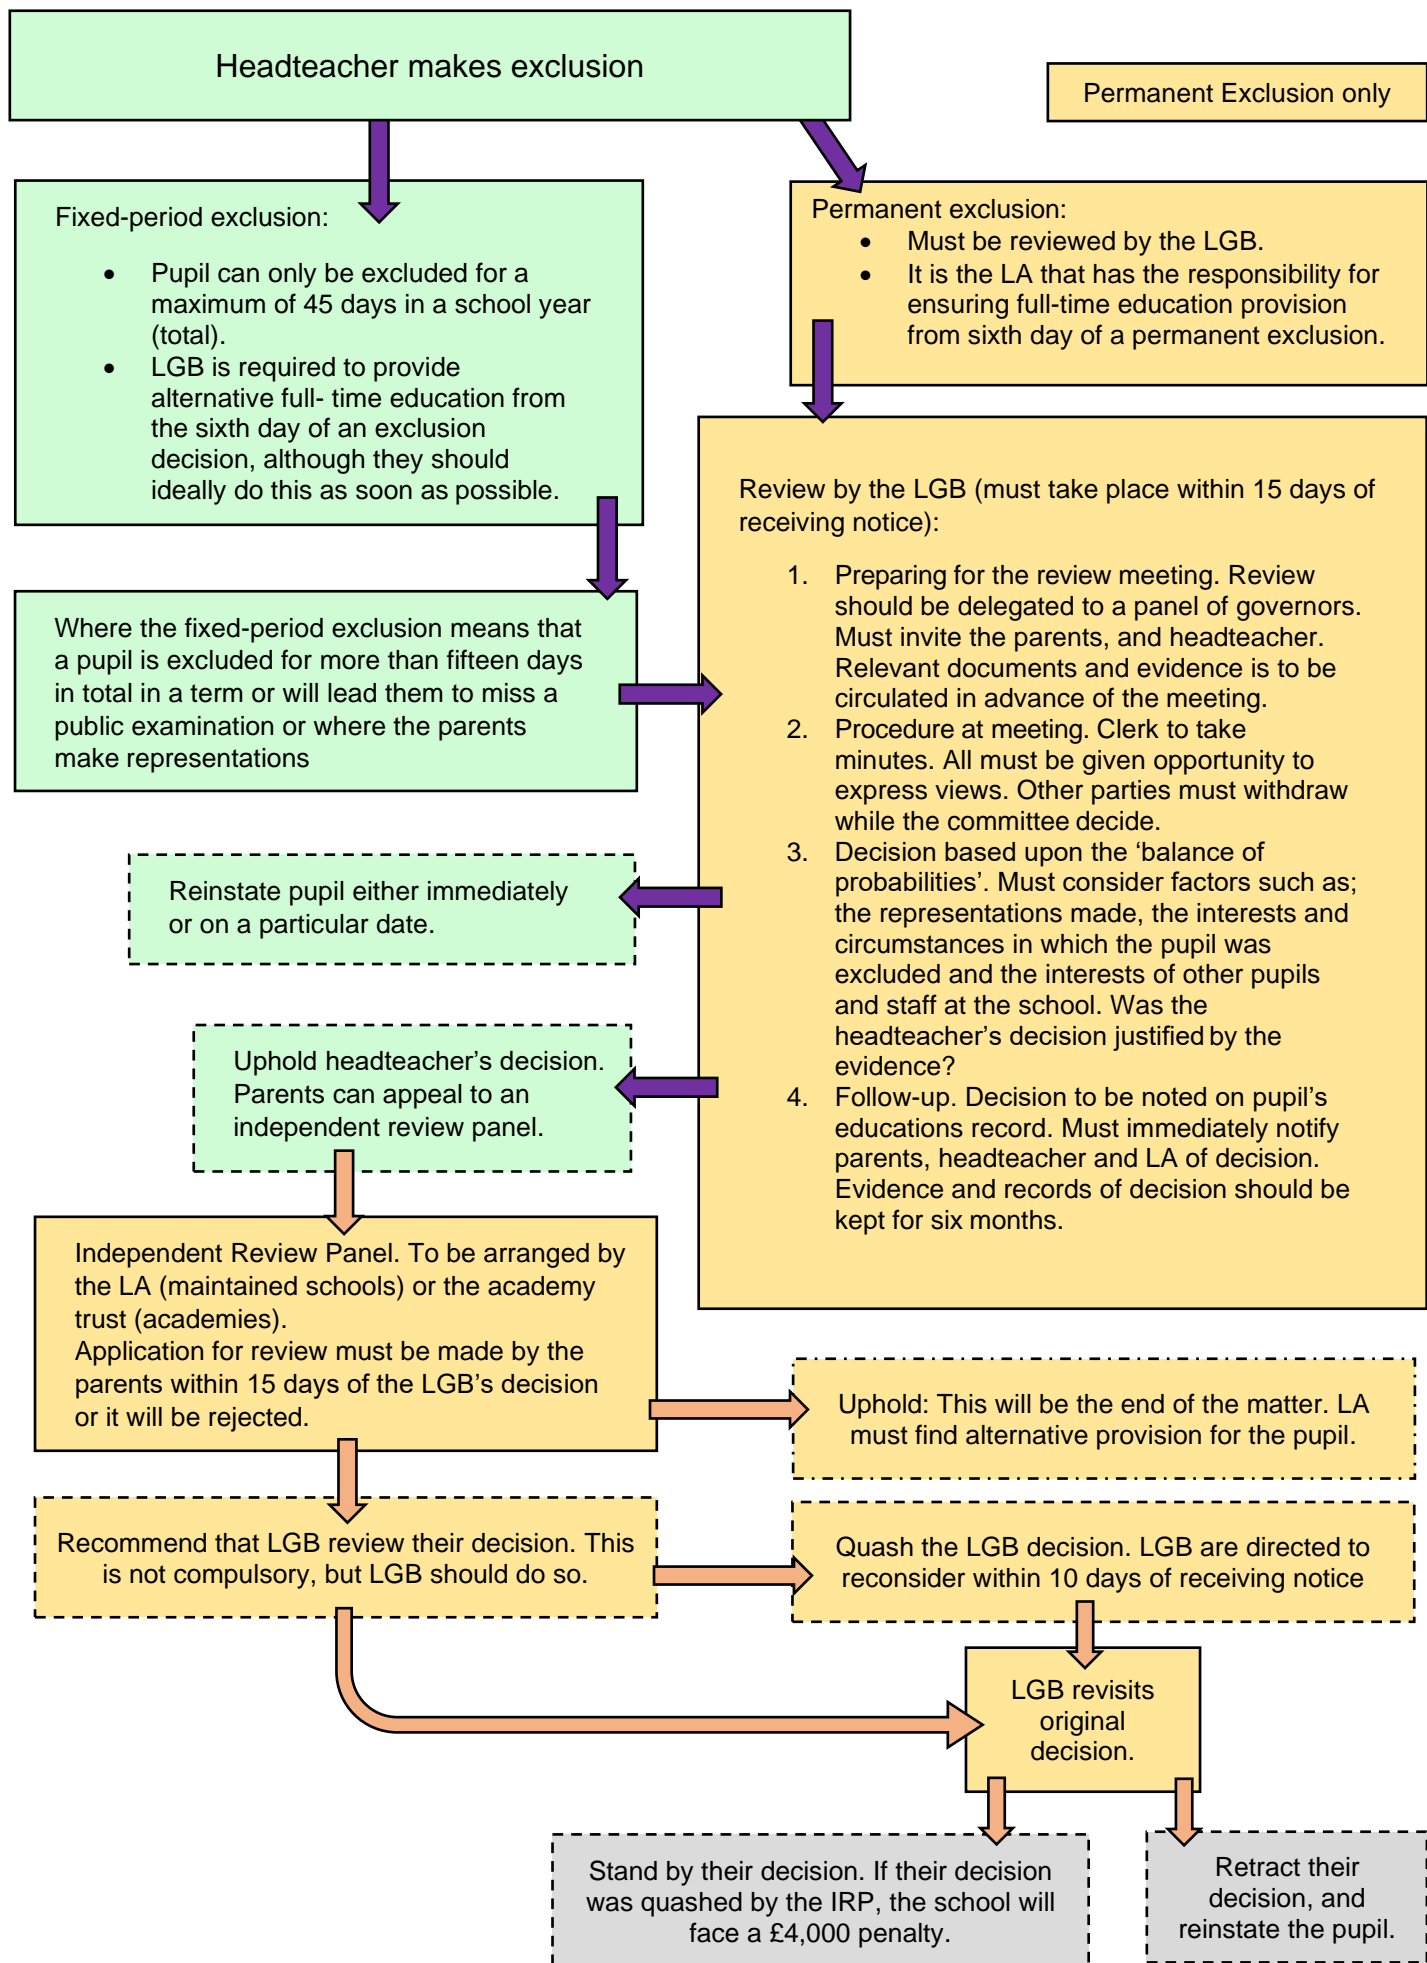 Headteacher makes exclusion
Permanent Exclusion only
Fixed-period exclusion:
• Pupil can only be excluded for a
maximum of 45 days in a school year
(total).
• LGB is required to provide
alternative full- time education from
the sixth day of an exclusion
decision, although they should
ideally do this as soon as possible.
Permanent exclusion:
• Must be reviewed by the LGB.
• It is the LA that has the responsibility for
ensuring full-time education provision
from sixth day of a permanent exclusion.
Where the fixed-period exclusion means that
a pupil is excluded for more than fifteen days
in total in a term or will lead them to miss a
public examination or where the parents
make representations
Review by the LGB (must take place within 15 days of
receiving notice):
1. Preparing for the review meeting. Review
should be delegated to a panel of governors.
Must invite the parents, and headteacher.
Relevant documents and evidence is to be
circulated in advance of the meeting.
2. Procedure at meeting. Clerk to take
minutes. All must be given opportunity to
express views. Other parties must withdraw
while the committee decide.
3. Decision based upon the ‘balance of
probabilities’. Must consider factors such as;
the representations made, the interests and
circumstances in which the pupil was
excluded and the interests of other pupils
and staff at the school. Was the
headteacher’s decision justified by the
evidence?
4. Follow-up. Decision to be noted on pupil’s
educations record. Must immediately notify
parents, headteacher and LA of decision.
Evidence and records of decision should be
kept for six months.
Reinstate pupil either immediately
or on a particular date.
Uphold headteacher’s decision.
Parents can appeal to an
independent review panel.
Independent Review Panel. To be arranged by
the LA (maintained schools) or the academy
trust (academies).
Application for review must be made by the
parents within 15 days of the LGB’s decision
or it will be rejected.
Uphold: This will be the end of the matter. LA
must find alternative provision for the pupil.
Recommend that LGB review their decision. This
is not compulsory, but LGB should do so.
Quash the LGB decision. LGB are directed to
reconsider within 10 days of receiving notice
LGB revisits
original
decision.
Stand by their decision. If their decision
was quashed by the IRP, the school will
face a £4,000 penalty.
Retract their
decision, and
reinstate the pupil.